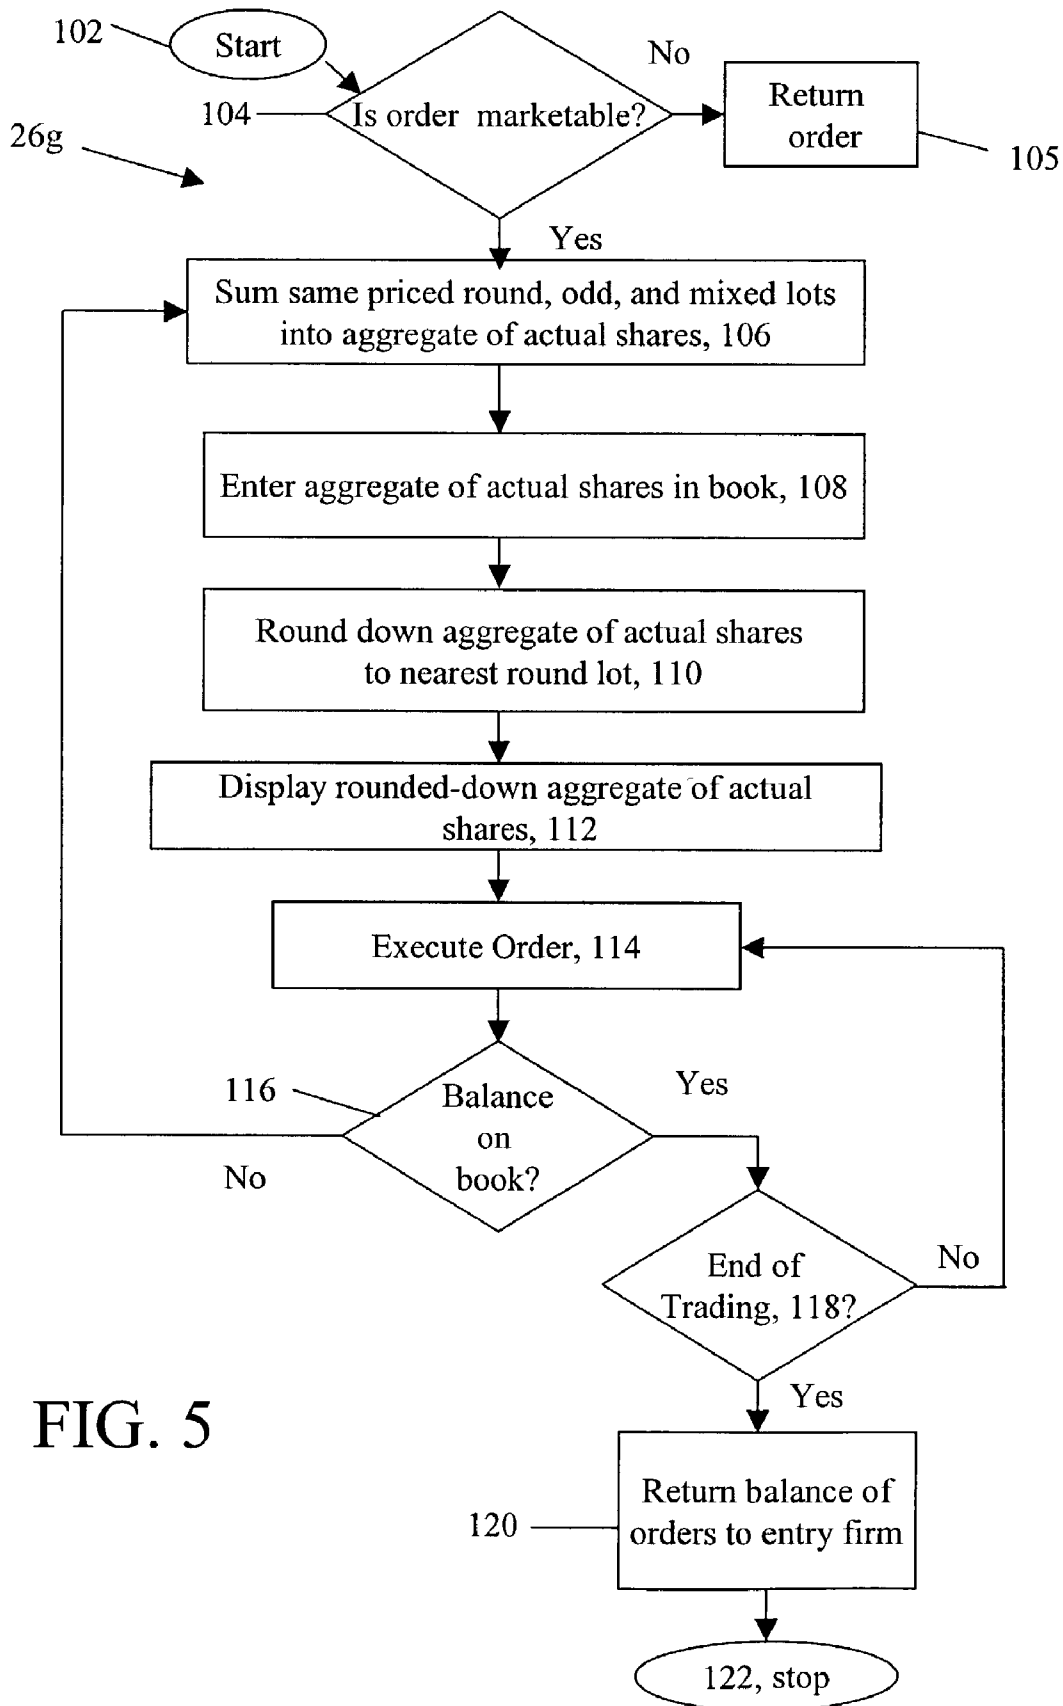 102
Start
No
104
Is order marketable?
Return
order
105
26g
Yes
Sum same priced round, odd, and mixed lots
into aggregate of actual shares, 106
Enter aggregate of actual shares in book, 108
Round down aggregate of actual shares
to nearest round lot, 110
Display rounded-down aggregate of actual
shares, 112
Execute Order, 114
116
Balance
on
book?
Yes
No
End of
Trading, 118?
No
Yes
FIG. 5
Return balance of
orders to entry firm
120
122, stop